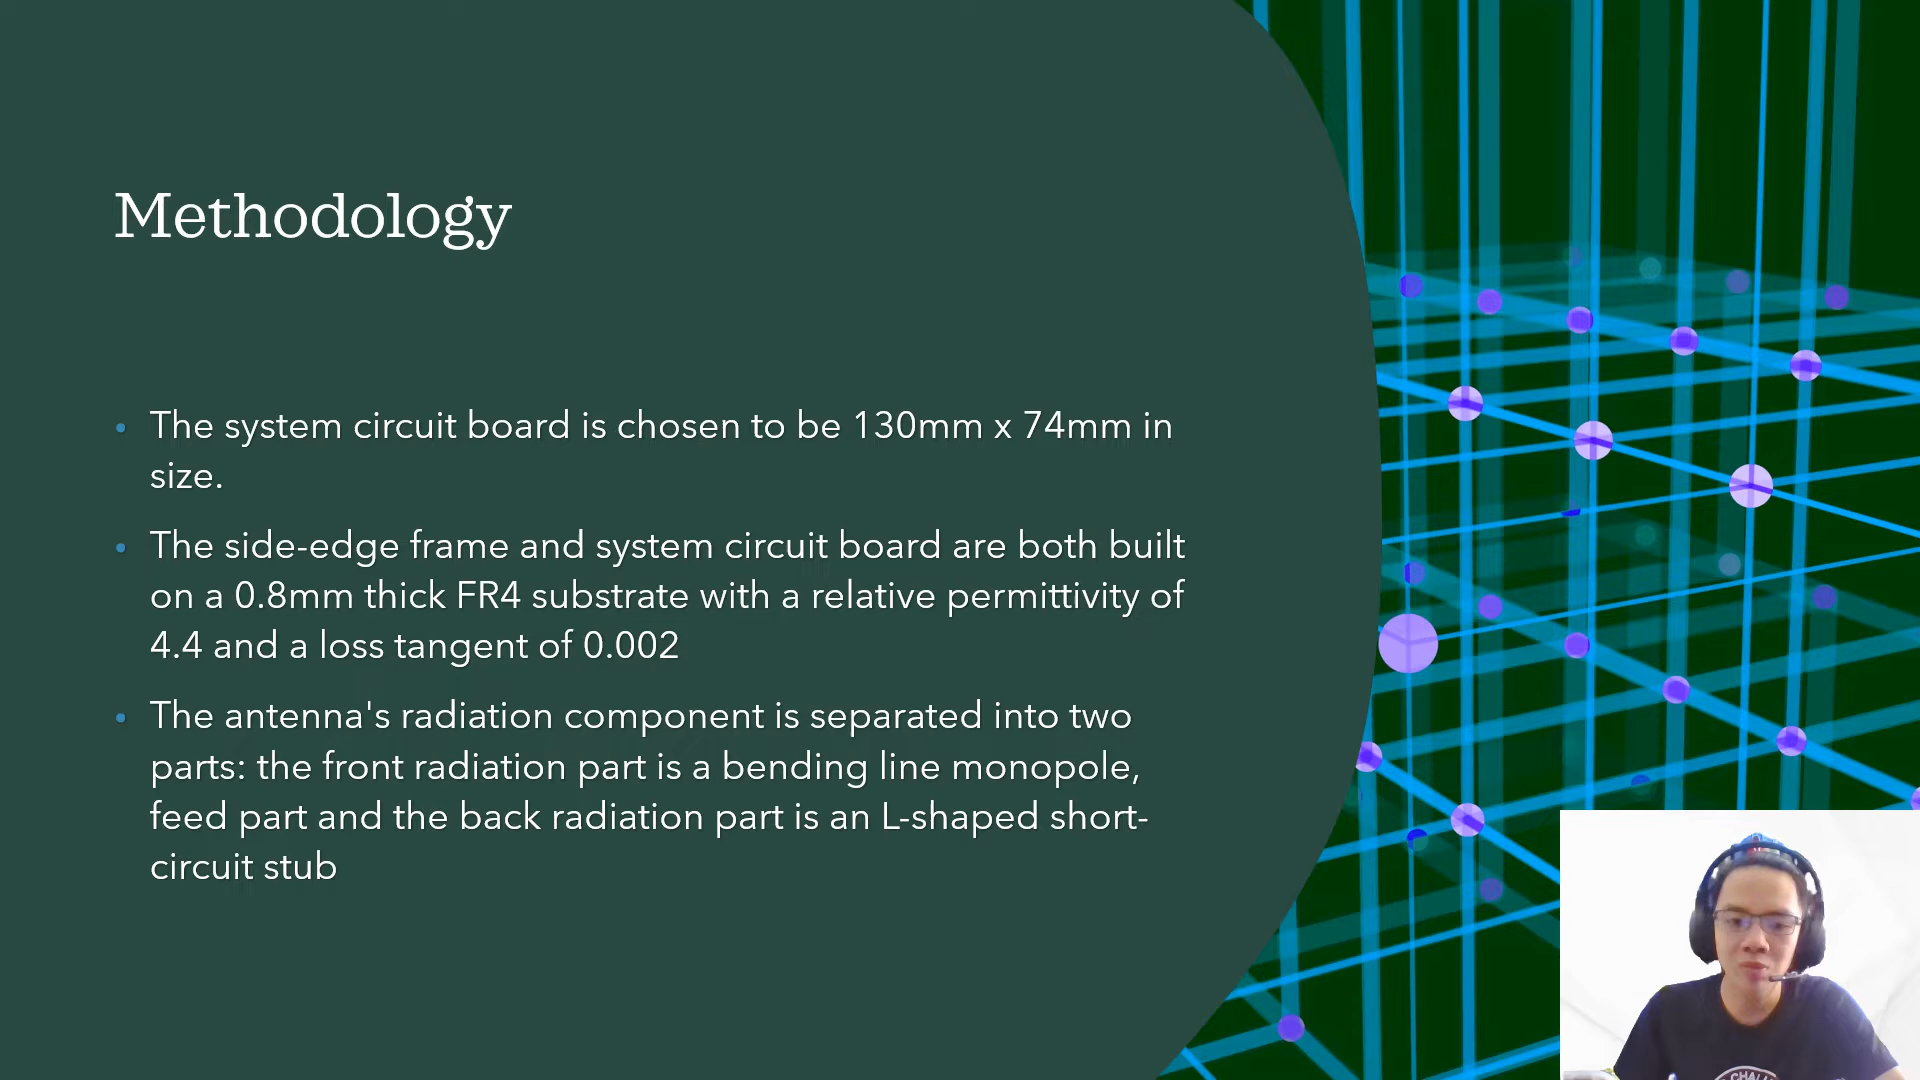 Methodology
• The system circuit board is chosen to be 130mm x 74mm in
size.
• The side-edge frame and system circuit board are both built
on a 0.8mm thick FR4 substrate with a relative permittivity of
4.4 and a loss tangent of 0.002
• The antenna's radiation component is separated into two
parts: the front radiation part is a bending line monopole,
feed part and the back radiation part is an L-shaped short-
circuit stub